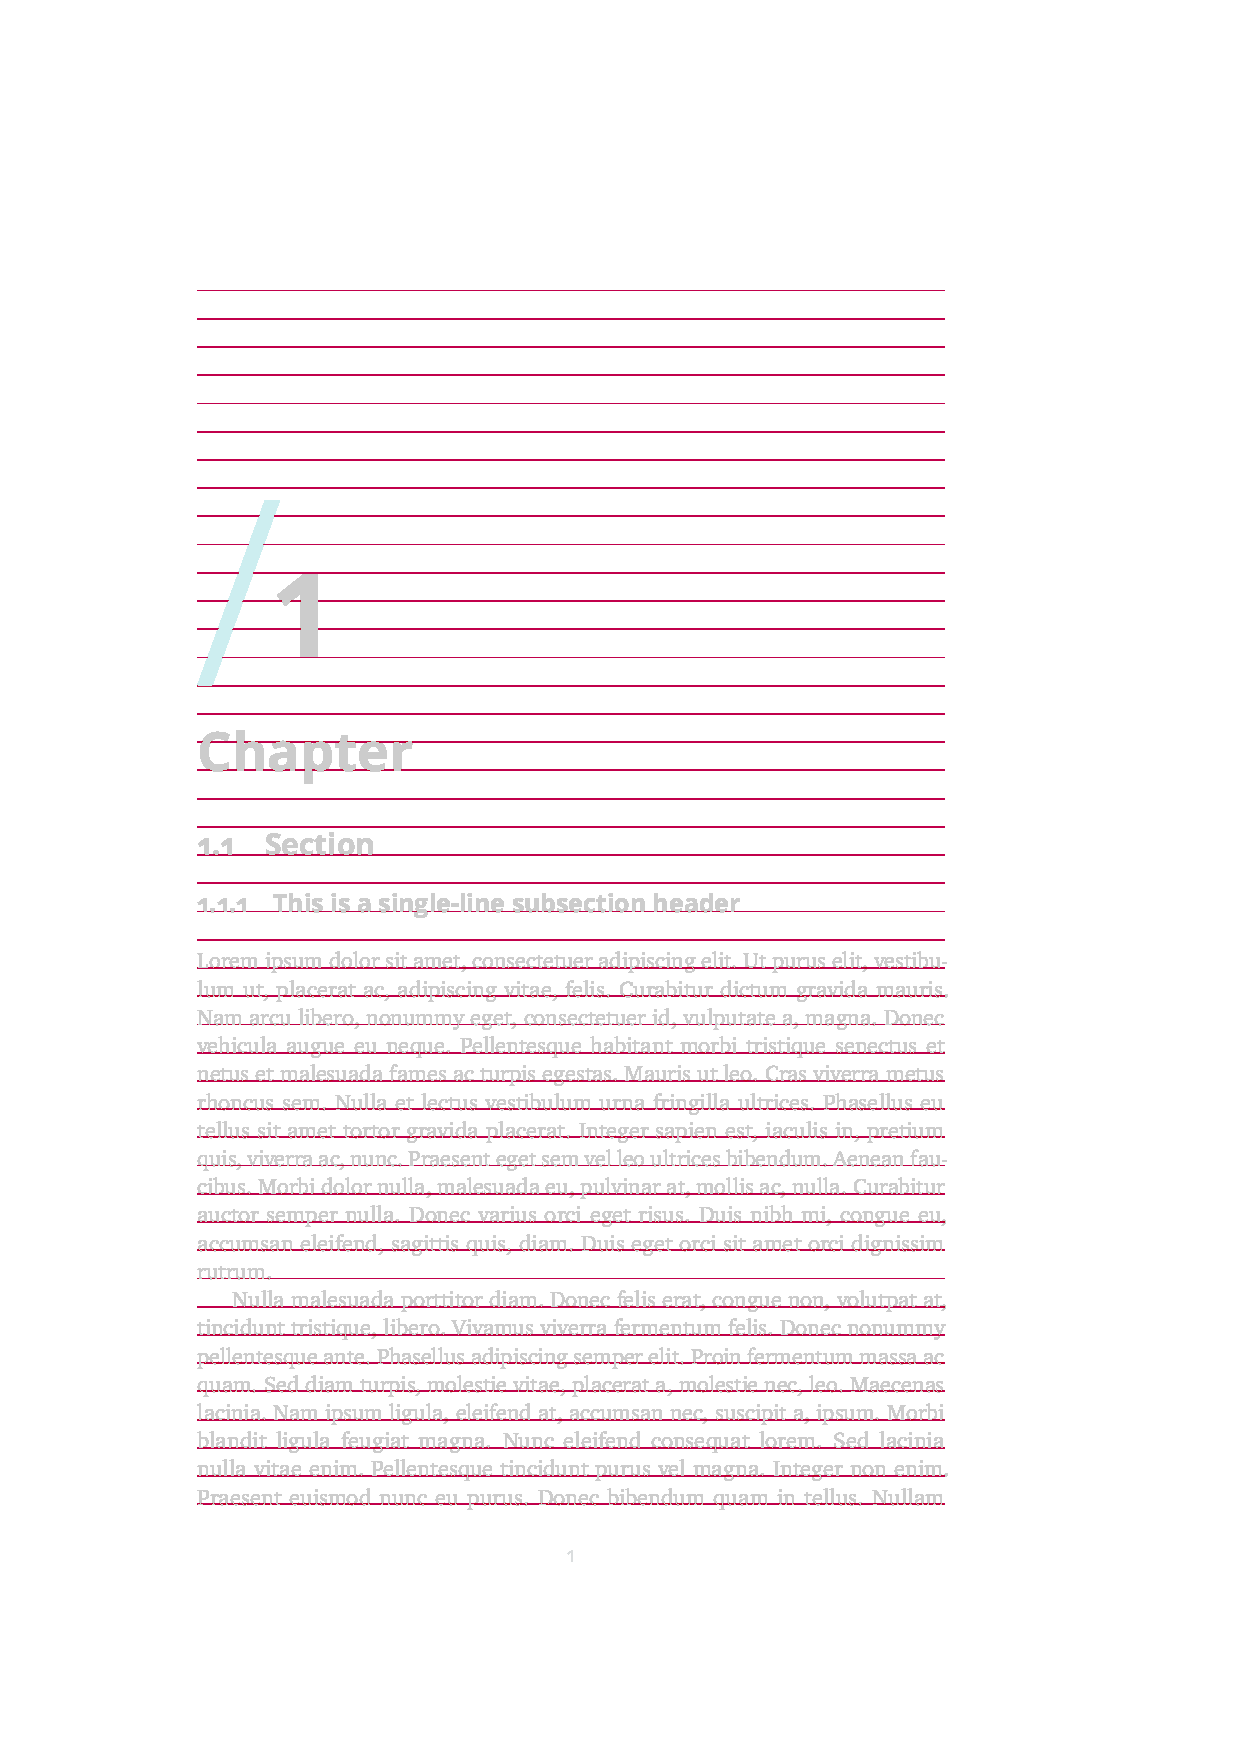 /1
Chapter
1.1 Section
1.1.1 This is a single-line subsection header
Lorem ipsum dolor sit amet, consectetuer adipiscing elit. Ut purus elit, vestibu-
lum ut, placerat ac, adipiscing vitae, felis. Curabitur dictum gravida mauris.
Nam arcu libero, nonummy eget, consectetuer id, vulputate a, magna. Donec
vehicula augue eu neque. Pellentesque habitant morbi tristique senectus et
netus et malesuada fames ac turpis egestas. Mauris ut leo. Cras viverra metus
rhoncus sem. Nulla et lectus vestibulum urna fringilla ultrices. Phasellus eu
tellus sit amet tortor gravida placerat. Integer sapien est, iaculis in, pretium
quis, viverra ac, nunc. Praesent eget sem vel leo ultrices bibendum. Aenean fau-
cibus. Morbi dolor nulla, malesuada eu, pulvinar at, mollis ac, nulla. Curabitur
auctor semper nulla. Donec varius orci eget risus. Duis nibh mi, congue eu,
accumsan eleifend, sagittis quis, diam. Duis eget orci sit amet orci dignissim
rutrum.
Nulla malesuada porttitor diam. Donec felis erat, congue non, volutpat at,
tincidunt tristique, libero. Vivamus viverra fermentum felis. Donec nonummy
pellentesque ante. Phasellus adipiscing semper elit. Proin fermentum massa ac
quam. Sed diam turpis, molestie vitae, placerat a, molestie nec, leo. Maecenas
lacinia. Nam ipsum ligula, eleifend at, accumsan nec, suscipit a, ipsum. Morbi
blandit ligula feugiat magna. Nunc eleifend consequat lorem. Sed lacinia
nulla vitae enim. Pellentesque tincidunt purus vel magna. Integer non enim.
Praesent euismod nunc eu purus. Donec bibendum quam in tellus. Nullam
1